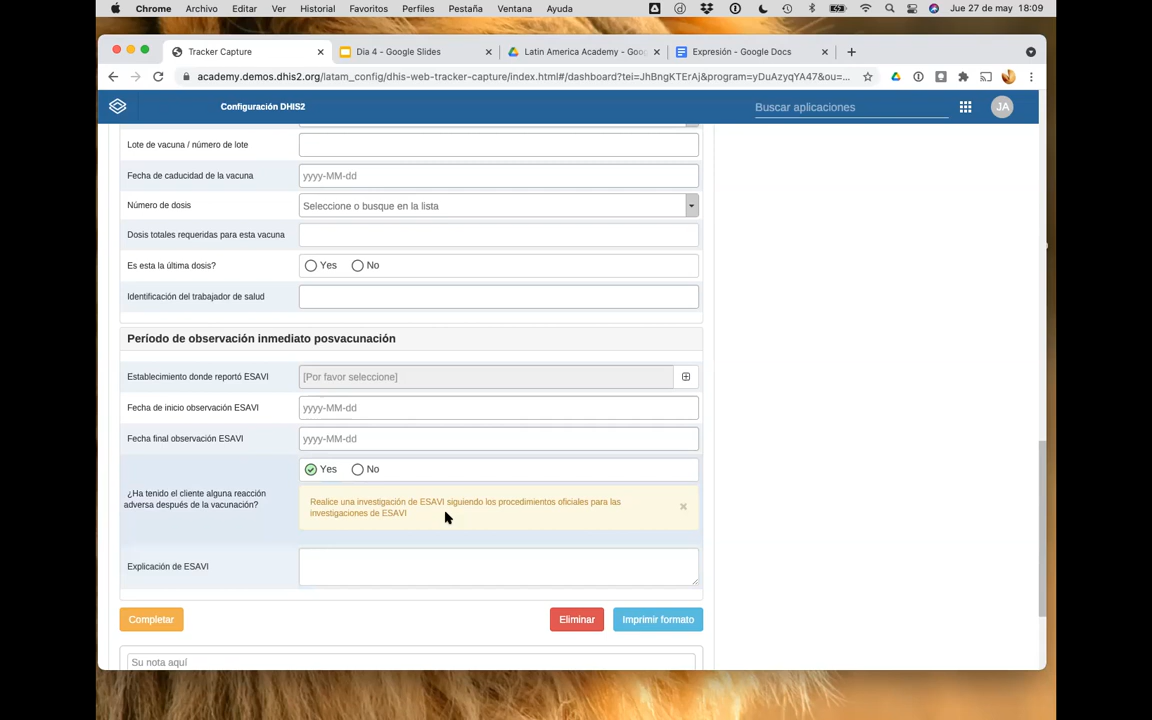 Chrome Archivo Editar Ver Historial Favoritos Perfiles Pestaña Ventana Ayuda Jue 27 de may 18:09
Tracker Capture Dia 4 - Google Slides Latin America Academy - Goog Expresión - Google Docs
academy.demos.dhis2.org/latam_config/dhis-web-tracker-capture/index.html#/dashboard?tei=JhBngKTErAj&program=yDuAzyqYA47&ou=...
Configuración DHIS2 Buscar aplicaciones JA
Lote de vacuna / número de lote
Fecha de caducidad de la vacuna yyyy-MM-dd
Número de dosis Seleccione o busque en la lista
Dosis totales requeridas para esta vacuna
Es esta la última dosis? Yes No
Identificación del trabajador de salud
Período de observación inmediato posvacunación
Establecimiento donde reportó ESAVI [Por favor seleccione]
Fecha de inicio observación ESAVI yyyy-MM-dd
Fecha final observación ESAVI yyyy-MM-dd
Yes No
¿Ha tenido el cliente alguna reacción
adversa después de la vacunación?
Realice una investigación de ESAVI siguiendo los procedimientos oficiales para las
investigaciones de ESAVI
Explicación de ESAVI
Completar Eliminar Imprimir formato
Su nota aquí